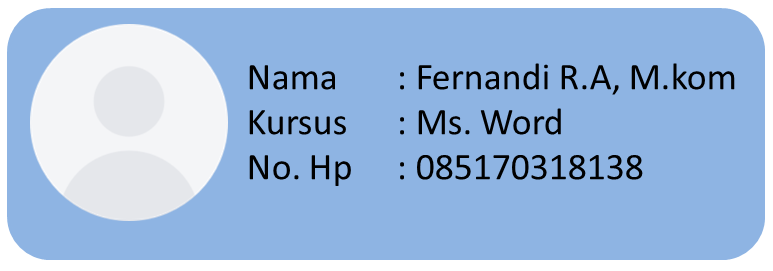 Nama : Fernandi R.A, M.kom
Kursus : Ms. Word
No. Hp : 085170318138